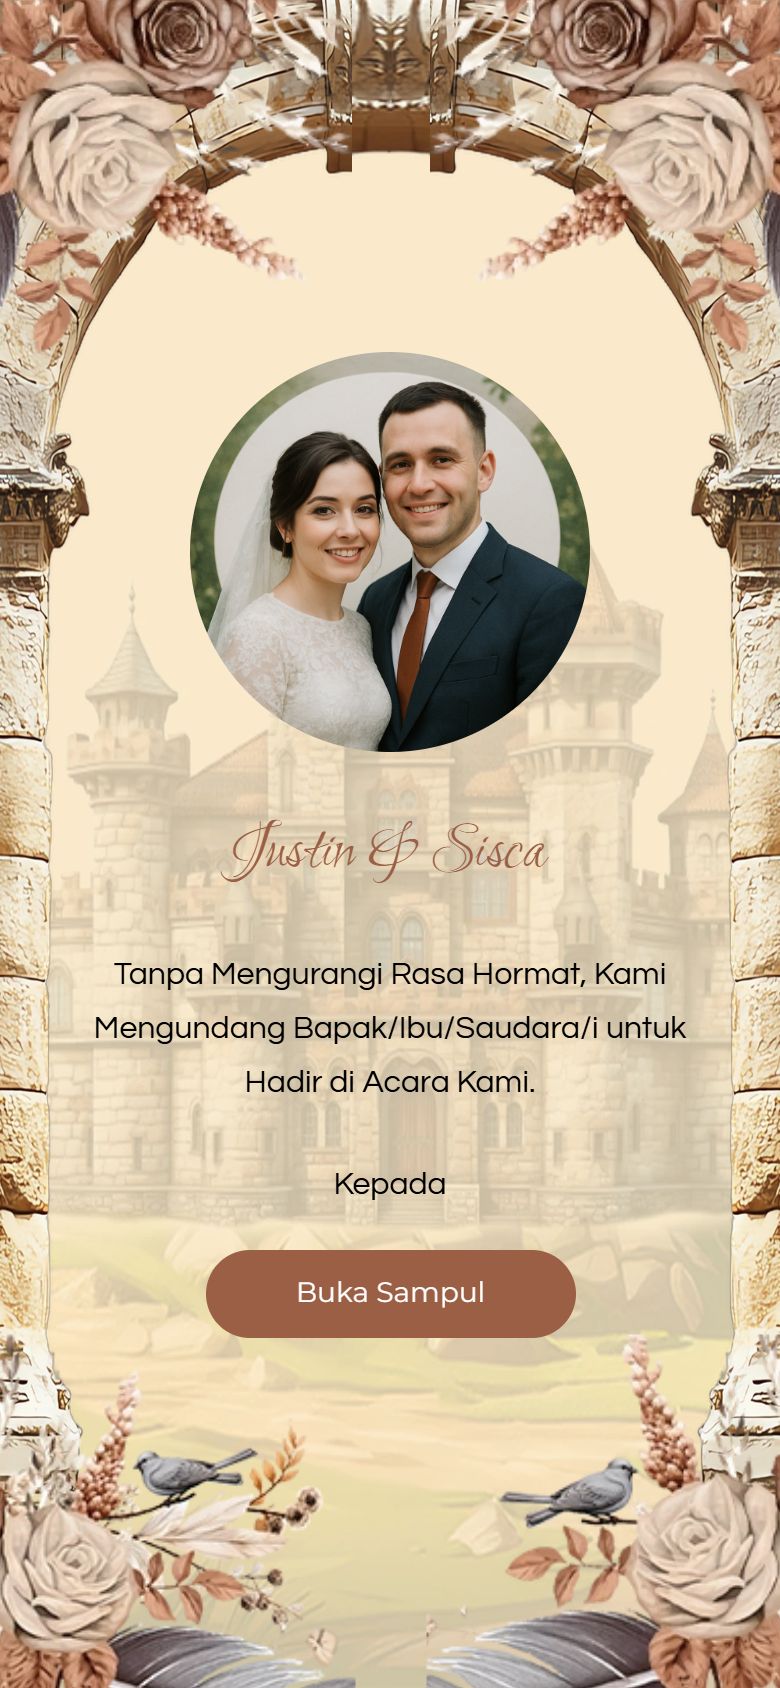 Justin & Sisca
Tanpa Mengurangi Rasa Hormat, Kami
Mengundang Bapak/Ibu/Saudara/i untuk
Hadir di Acara Kami.
Kepada
Buka Sampul